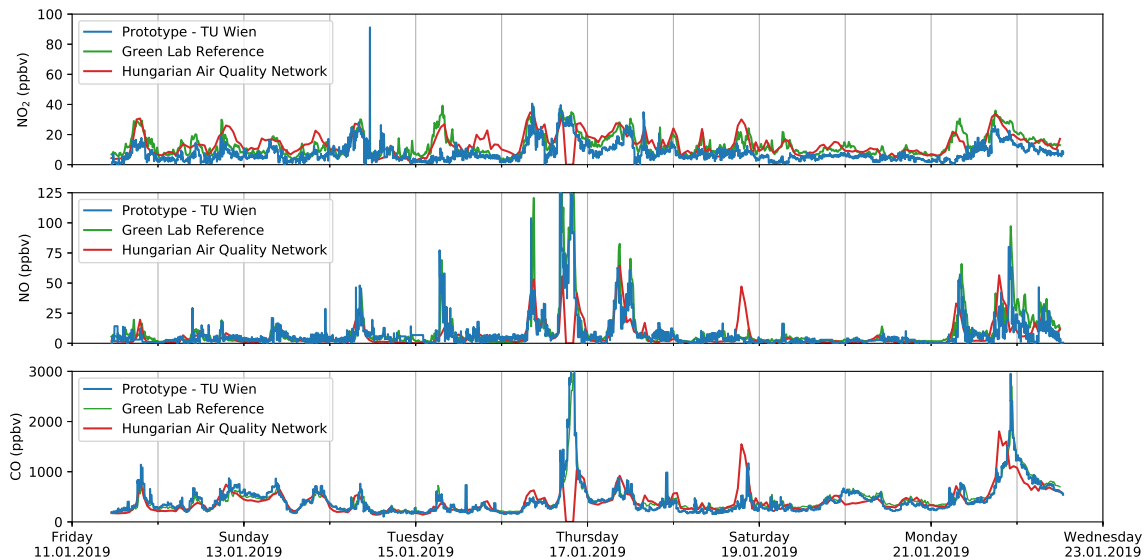 100
80
60
40
20
0
NO₂ (ppbv)
Prototype - TU Wien
Green Lab Reference
Hungarian Air Quality Network
125
100
75
50
25
0
NO (ppbv)
Prototype - TU Wien
Green Lab Reference
Hungarian Air Quality Network
3000
2000
1000
0
CO (ppbv)
Prototype - TU Wien
Green Lab Reference
Hungarian Air Quality Network
Friday Sunday Tuesday Thursday Saturday Monday Wednesday
11.01.2019 13.01.2019 15.01.2019 17.01.2019 19.01.2019 21.01.2019 23.01.2019